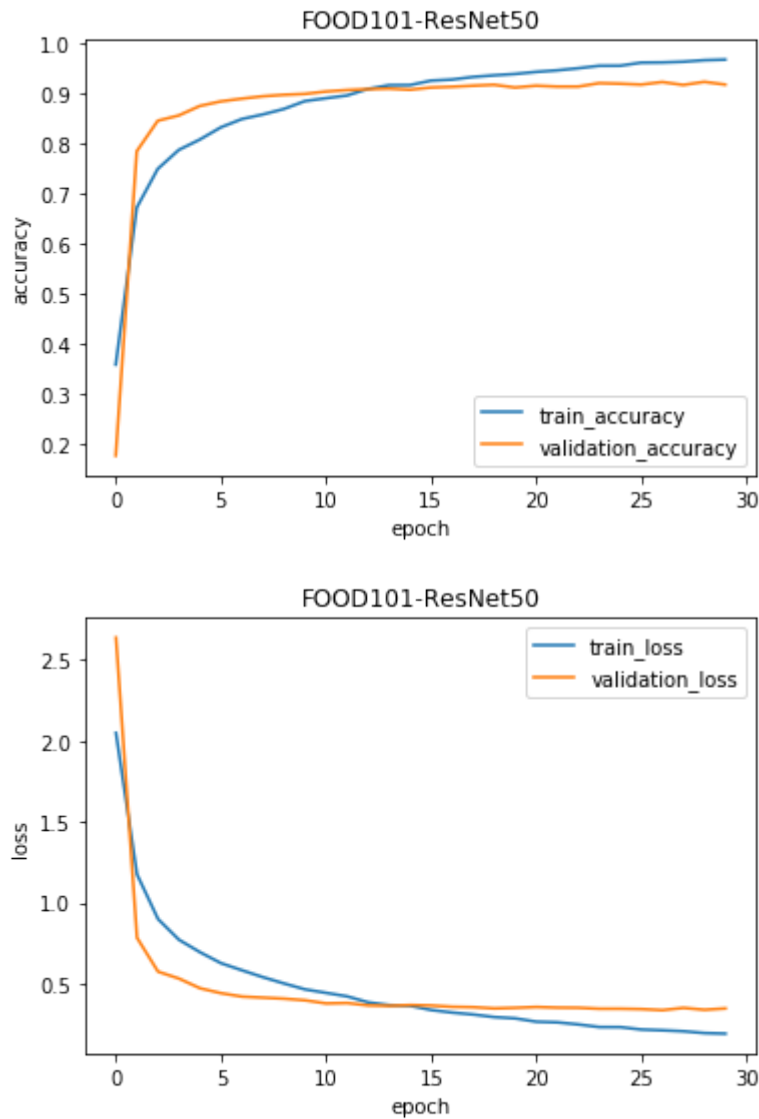 FOOD101-ResNet50
1.0
0.9
0.8
0.7
0.6
0.5
0.4
0.3
0.2
accuracy
train_accuracy
validation_accuracy
0 5 10 15 20 25 30
epoch
FOOD101-ResNet50
2.5
2.0
1.5
1.0
0.5
loss
train_loss
validation_loss
0 5 10 15 20 25 30
epoch